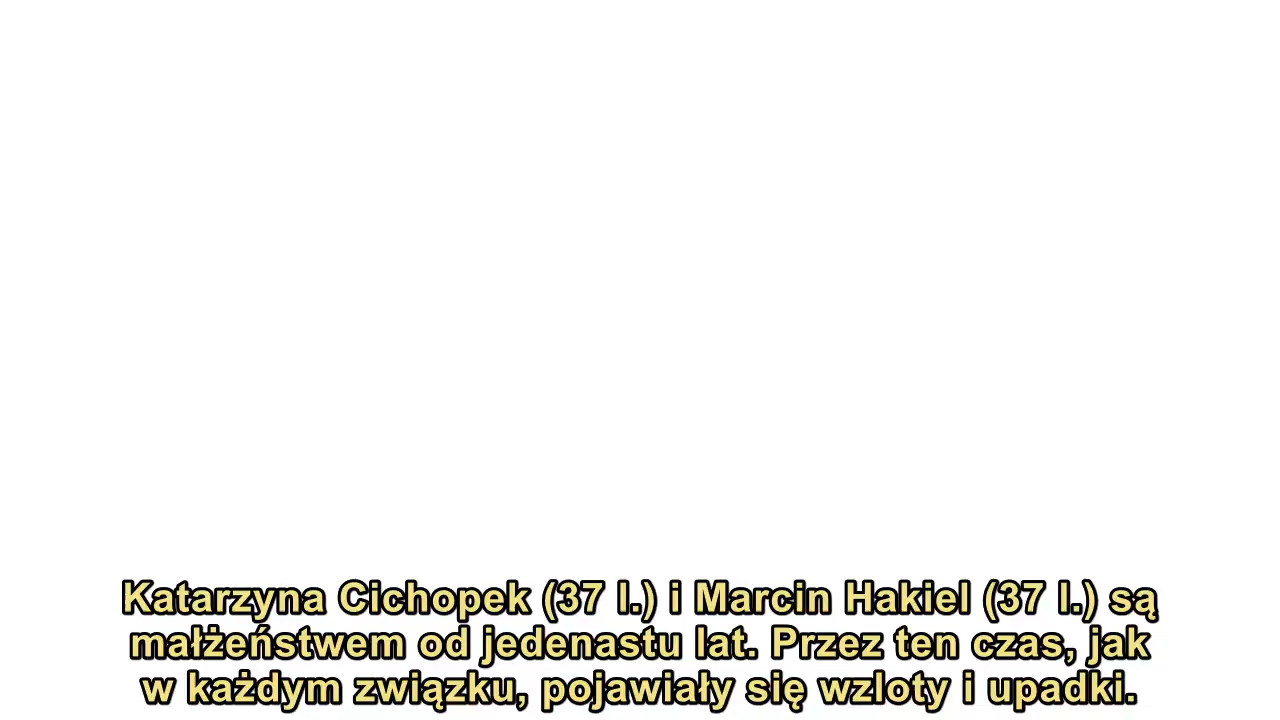 Katarzyna Cichopek (37 l.) i Marcin Hakiel (37 l.) są
małżeństwem od jedenastu lat. Przez ten czas, jak
w każdym związku, pojawiały się wzloty i upadki.